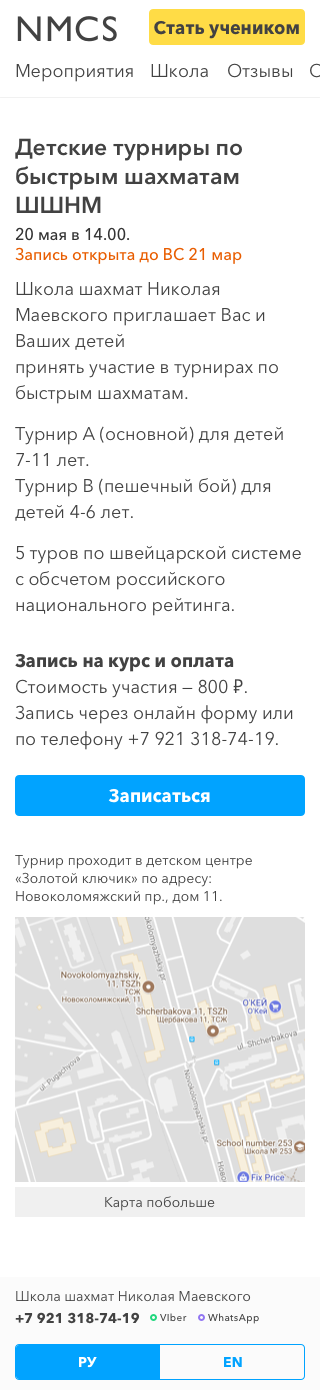 NMCS
Стать учеником
Мероприятия Школа Отзывы
Детские турниры по
быстрым шахматам
ШШНМ
20 мая в 14.00.
Запись открыта до ВС 21 мар
Школа шахмат Николая
Маевского приглашает Вас и
Ваших детей
принять участие в турнирах по
быстрым шахматам.
Турнир А (основной) для детей
7-11 лет.
Турнир В (пешечный бой) для
детей 4-6 лет.
5 туров по швейцарской системе
с обсчетом российского
национального рейтинга.
Запись на курс и оплата
Стоимость участия — 800 ₽.
Запись через онлайн форму или
по телефону +7 921 318-74-19.
Записаться
Турнир проходит в детском центре
«Золотой ключик» по адресу:
Новоколомяжский пр., дом 11.
Novokolomyazhskiy pr
Novokolomyazhskiy,
11, TSZh
ТСЖ
Новоколомяжский, 11
Shcherbakova 11, TSZh
Щербакова 11,
ТСЖ
О'КЕЙ
О'Кей
ul. Shcherbakova
ul. Pugachyova
Novokolomyazhskiy pr
School number 253
Школа № 253
Fix Price
Карта побольше
Школа шахмат Николая Маевского
+7 921 318-74-19 VIber WhatsApp
РУ EN